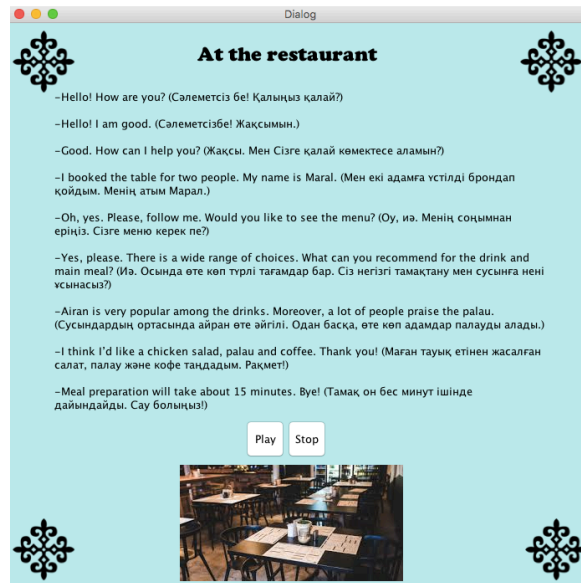 Dialog
At the restaurant
-Hello! How are you? (Сәлеметсіз бе! Қалыңыз қалай?)
-Hello! I am good. (Сәлеметсізбе! Жақсымын.)
-Good. How can I help you? (Жақсы. Мен Сізге қалай көмектесе аламын?)
-I booked the table for two people. My name is Maral. (Мен екі адамға үстілді брондап
қойдым. Менің атым Марал.)
-Oh, yes. Please, follow me. Would you like to see the menu? (Оу, иә. Менің соңымнан
еріңіз. Сізге меню керек пе?)
-Yes, please. There is a wide range of choices. What can you recommend for the drink and
main meal? (Иә. Осында өте көп түрлі тағамдар бар. Сіз негізгі тамақтану мен сусынға нені
ұсынасыз?)
-Airan is very popular among the drinks. Moreover, a lot of people praise the palau.
(Сусындардың ортасында айран өте әйгілі. Одан басқа, өте көп адамдар палауды алады.)
-I think I'd like a chicken salad, palau and coffee. Thank you! (Маған тауық етінен жасалған
салат, палау және кофе таңдадым. Рақмет!)
-Meal preparation will take about 15 minutes. Bye! (Тамақ он бес минут ішінде
дайындайды. Сау болыңыз!)
Play Stop